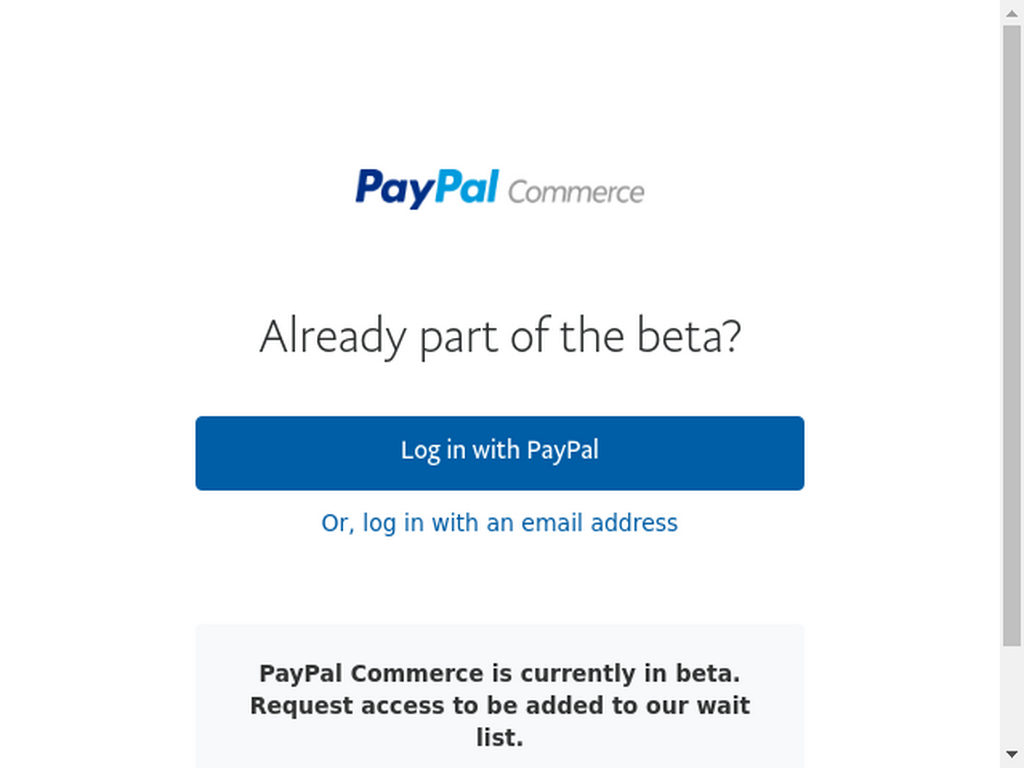 PayPal Commerce
Already part of the beta?
Log in with PayPal
Or, log in with an email address
PayPal Commerce is currently in beta.
Request access to be added to our wait
list.